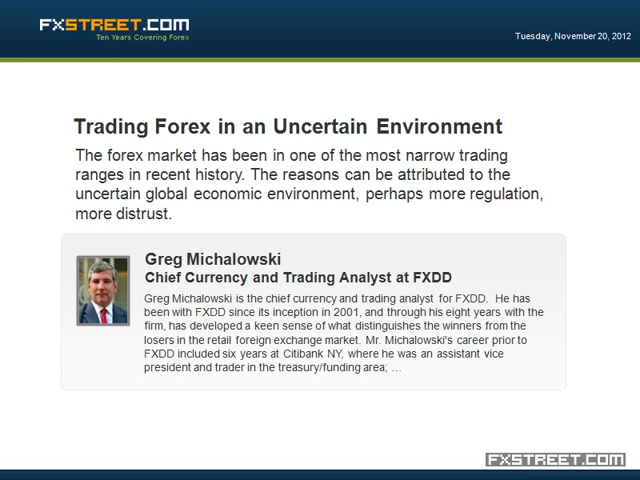 FXSTREET.COM
Ten Years Covering Forex
Tuesday, November 20, 2012
Trading Forex in an Uncertain Environment
The forex market has been in one of the most narrow trading
ranges in recent history. The reasons can be attributed to the
uncertain global economic environment, perhaps more regulation,
more distrust.
Greg Michalowski
Chief Currency and Trading Analyst at FXDD
Greg Michalowski is the chief currency and trading analyst for FXDD. He has
been with FXDD since its inception in 2001, and through his eight years with the
firm, has developed a keen sense of what distinguishes the winners from the
losers in the retail foreign exchange market. Mr. Michalowski's career prior to
FXDD included six years at Citibank NY, where he was an assistant vice
president and trader in the treasury/funding area; …
FXSTREET.COM